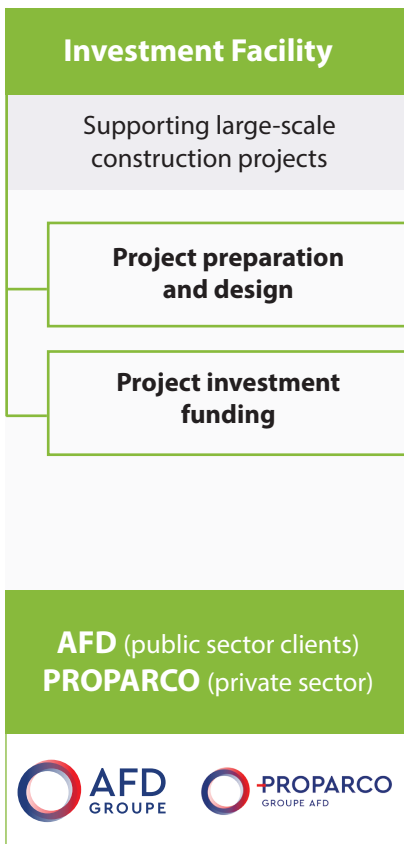 Investment Facility
Supporting large-scale
construction projects
Project preparation
and design
Project investment
funding
AFD (public sector clients)
PROPARCO (private sector)
AFD
GROUPE
PROPARCO
GROUPE AFD